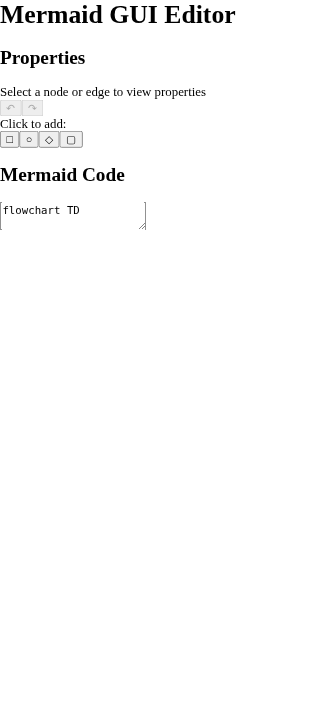 Mermaid GUI Editor
Properties
Select a node or edge to view properties
↶ ↷
Click to add:
□ ○ ◇ ▢
Mermaid Code
flowchart TD